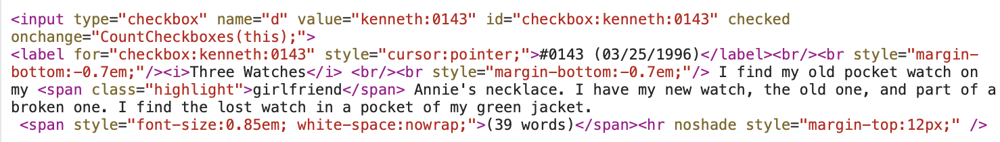 <input type="checkbox" name="d" value="kenneth:0143" id="checkbox:kenneth:0143" checked
onchange="CountCheckboxes(this);">
<label for="checkbox:kenneth:0143" style="cursor:pointer;">#0143 (03/25/1996)</label><br/><br style="margin-
bottom:-0.7em;"/><i>Three Watches</i> <br/><br style="margin-bottom:-0.7em;"/> I find my old pocket watch on
my <span class="highlight">girlfriend</span> Annie's necklace. I have my new watch, the old one, and part of a
broken one. I find the lost watch in a pocket of my green jacket.
<span style="font-size:0.85em; white-space:nowrap;">(39 words)</span><hr noshade style="margin-top:12px;" />